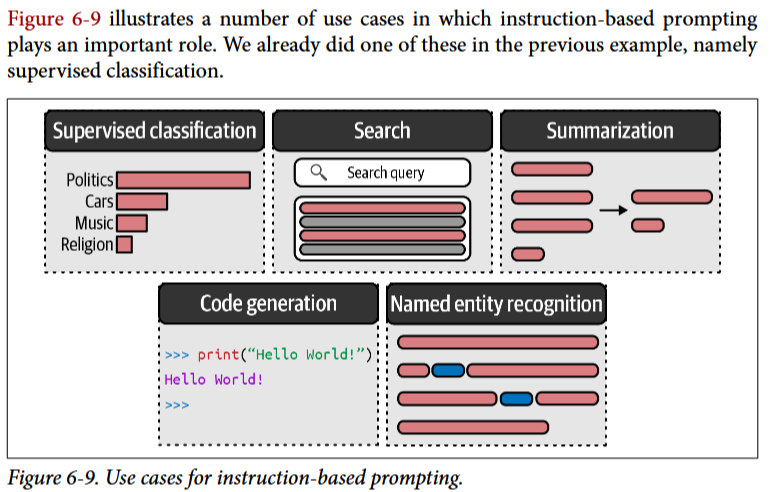 Figure 6-9 illustrates a number of use cases in which instruction-based prompting
plays an important role. We already did one of these in the previous example, namely
supervised classification.
Supervised classification
Politics
Cars
Music
Religion
Search
Search query
Summarization
Code generation
>>> print(“Hello World!”)
Hello World!
>>>
Named entity recognition
Figure 6-9. Use cases for instruction-based prompting.